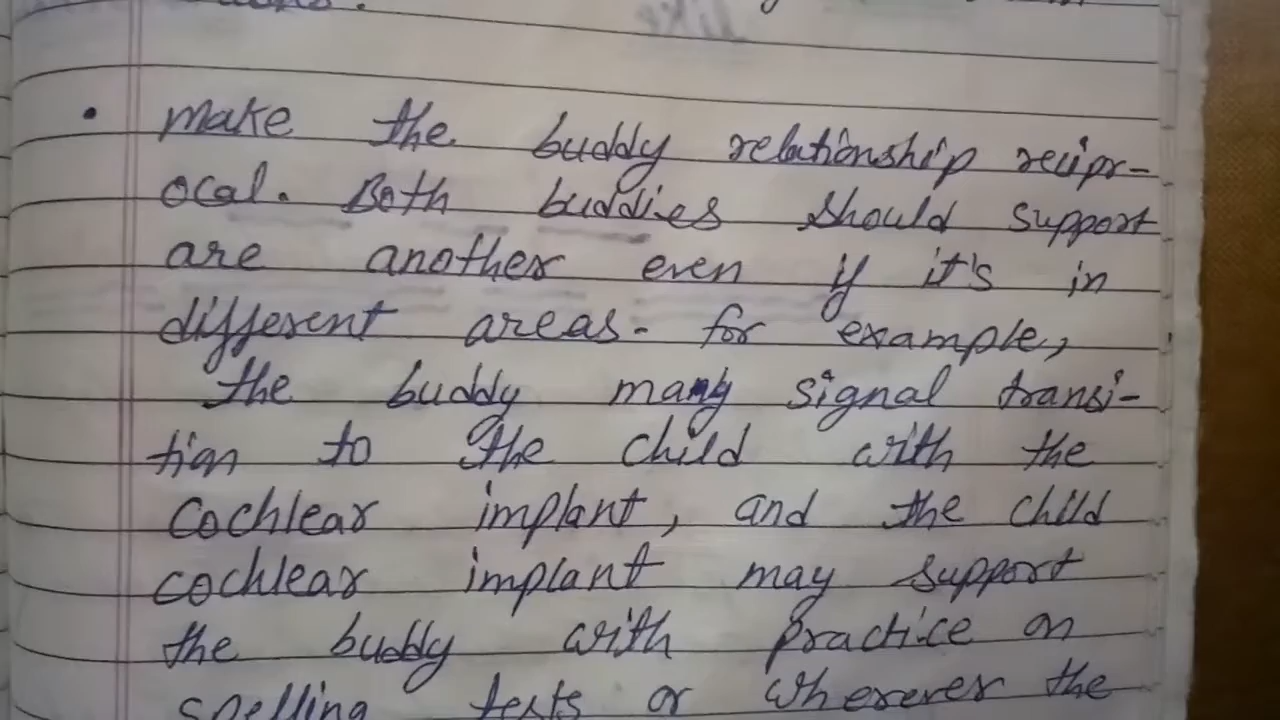 • make the buddy relationship recipr-
ocal. Both buddies should support
are another even if it's in
different areas. for example,
the buddy many signal transi-
tion to the child with the
cochlear implant, and the child
cochlear implant may support
the buddy with practice on
spelling tests or wherever the